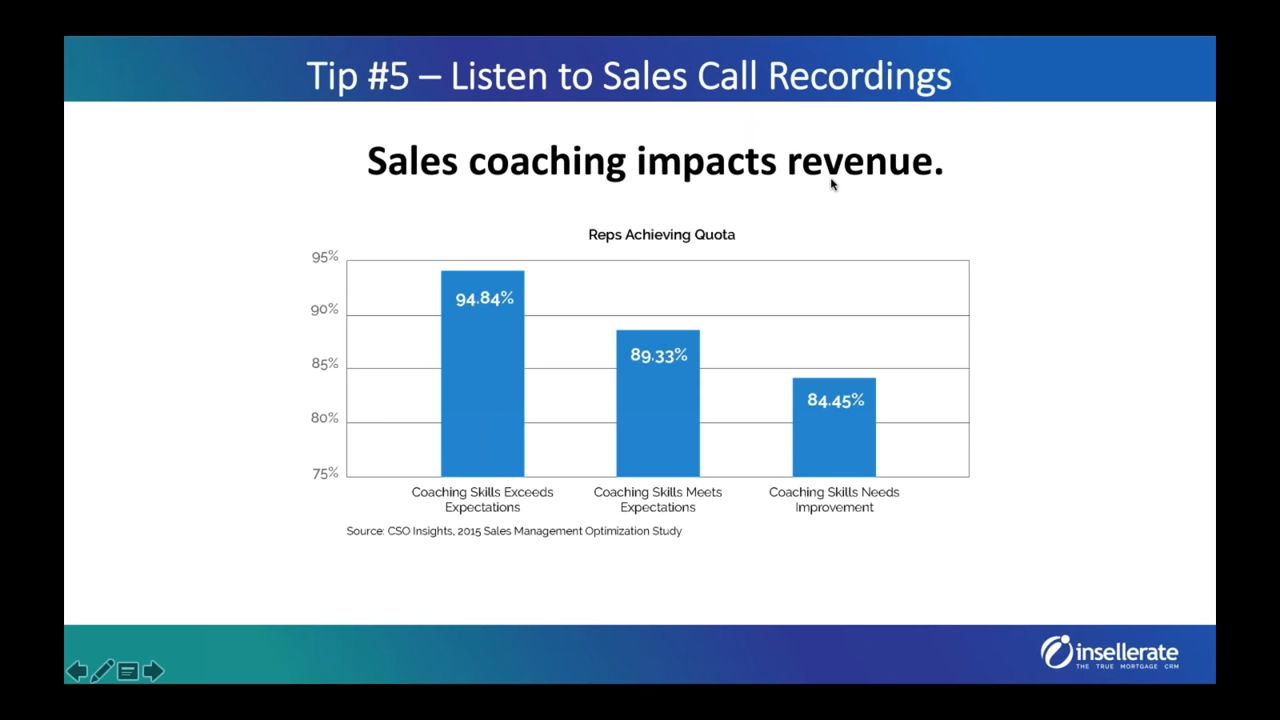 Tip #5 – Listen to Sales Call Recordings
Sales coaching impacts revenue.
Reps Achieving Quota
95%
90%
85%
80%
75%
94.84%
89.33%
84.45%
Coaching Skills Exceeds
Expectations
Coaching Skills Meets
Expectations
Coaching Skills Needs
Improvement
Source: CSO Insights, 2015 Sales Management Optimization Study
insellerate
THE TRUE MORTGAGE CRM